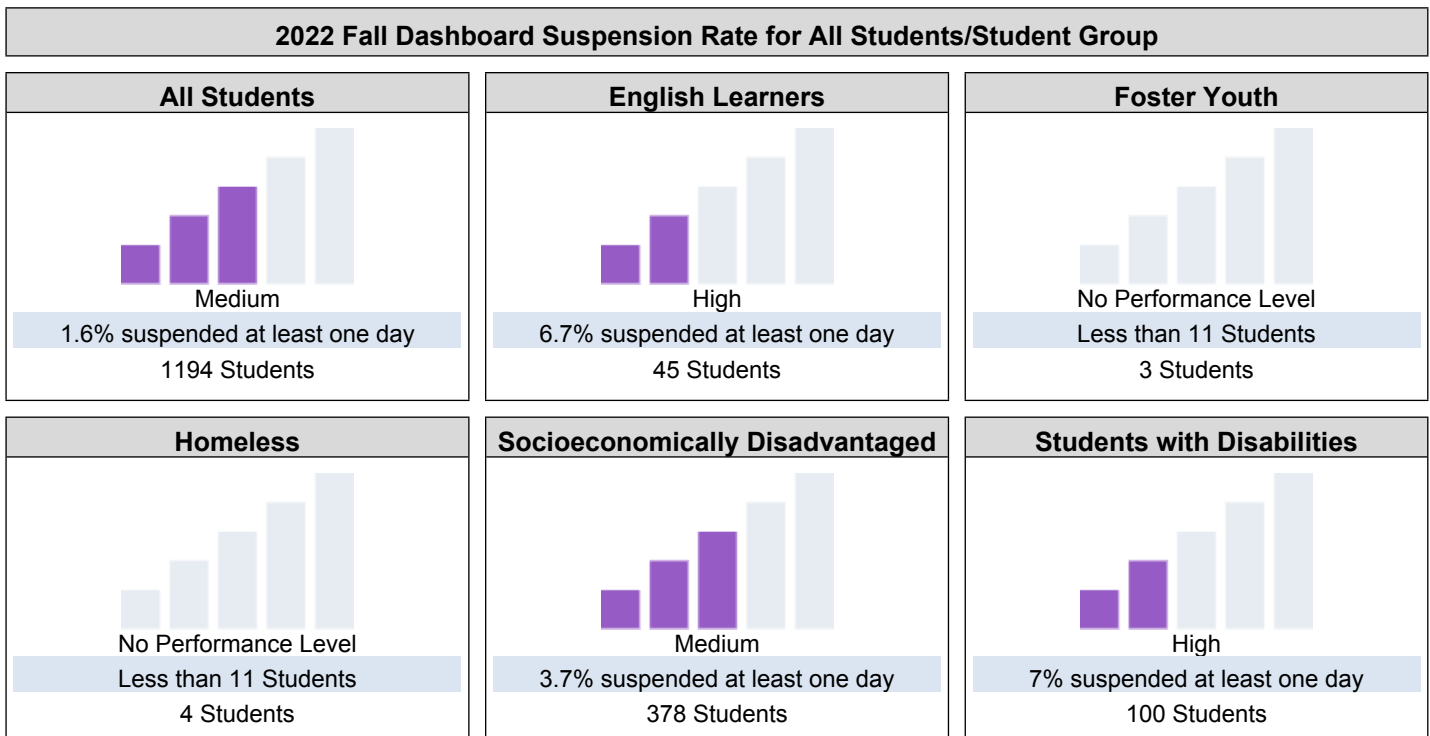 2022 Fall Dashboard Suspension Rate for All Students/Student Group
All Students
Medium
1.6% suspended at least one day
1194 Students
English Learners
High
6.7% suspended at least one day
45 Students
Foster Youth
No Performance Level
Less than 11 Students
3 Students
Homeless
No Performance Level
Less than 11 Students
4 Students
Socioeconomically Disadvantaged
Medium
3.7% suspended at least one day
378 Students
Students with Disabilities
High
7% suspended at least one day
100 Students